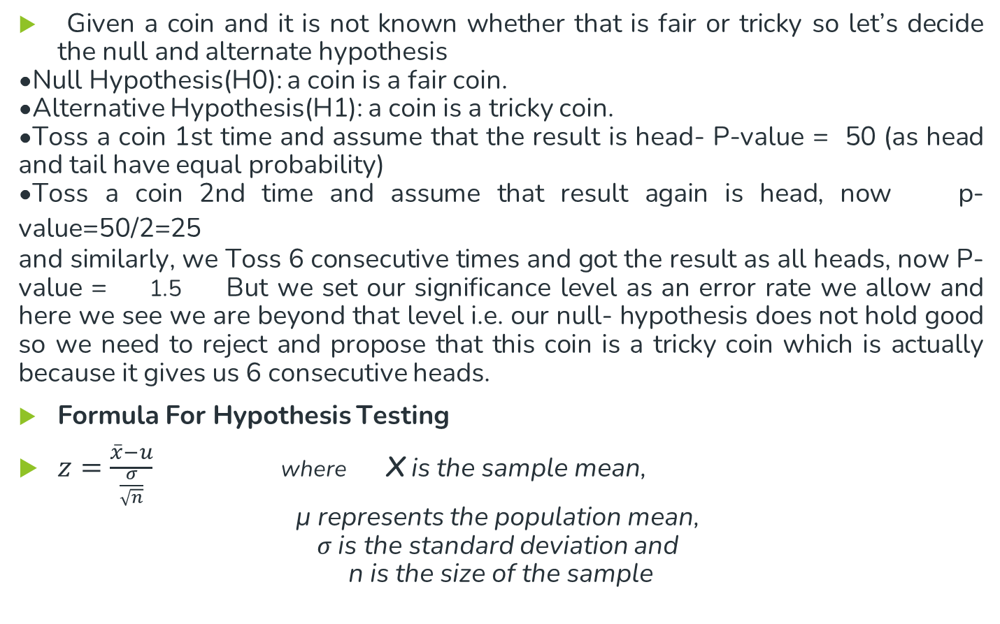 ▶ Given a coin and it is not known whether that is fair or tricky so let’s decide
the null and alternate hypothesis
•Null Hypothesis(H0): a coin is a fair coin.
•Alternative Hypothesis(H1): a coin is a tricky coin.
•Toss a coin 1st time and assume that the result is head- P-value = 50 (as head
and tail have equal probability)
•Toss a coin 2nd time and assume that result again is head, now p-
value=50/2=25
and similarly, we Toss 6 consecutive times and got the result as all heads, now P-
value = 1.5 But we set our significance level as an error rate we allow and
here we see we are beyond that level i.e. our null- hypothesis does not hold good
so we need to reject and propose that this coin is a tricky coin which is actually
because it gives us 6 consecutive heads.
▶ Formula For Hypothesis Testing
▶ z = (x̄−u)/(σ/√n) where X is the sample mean,
μ represents the population mean,
σ is the standard deviation and
n is the size of the sample